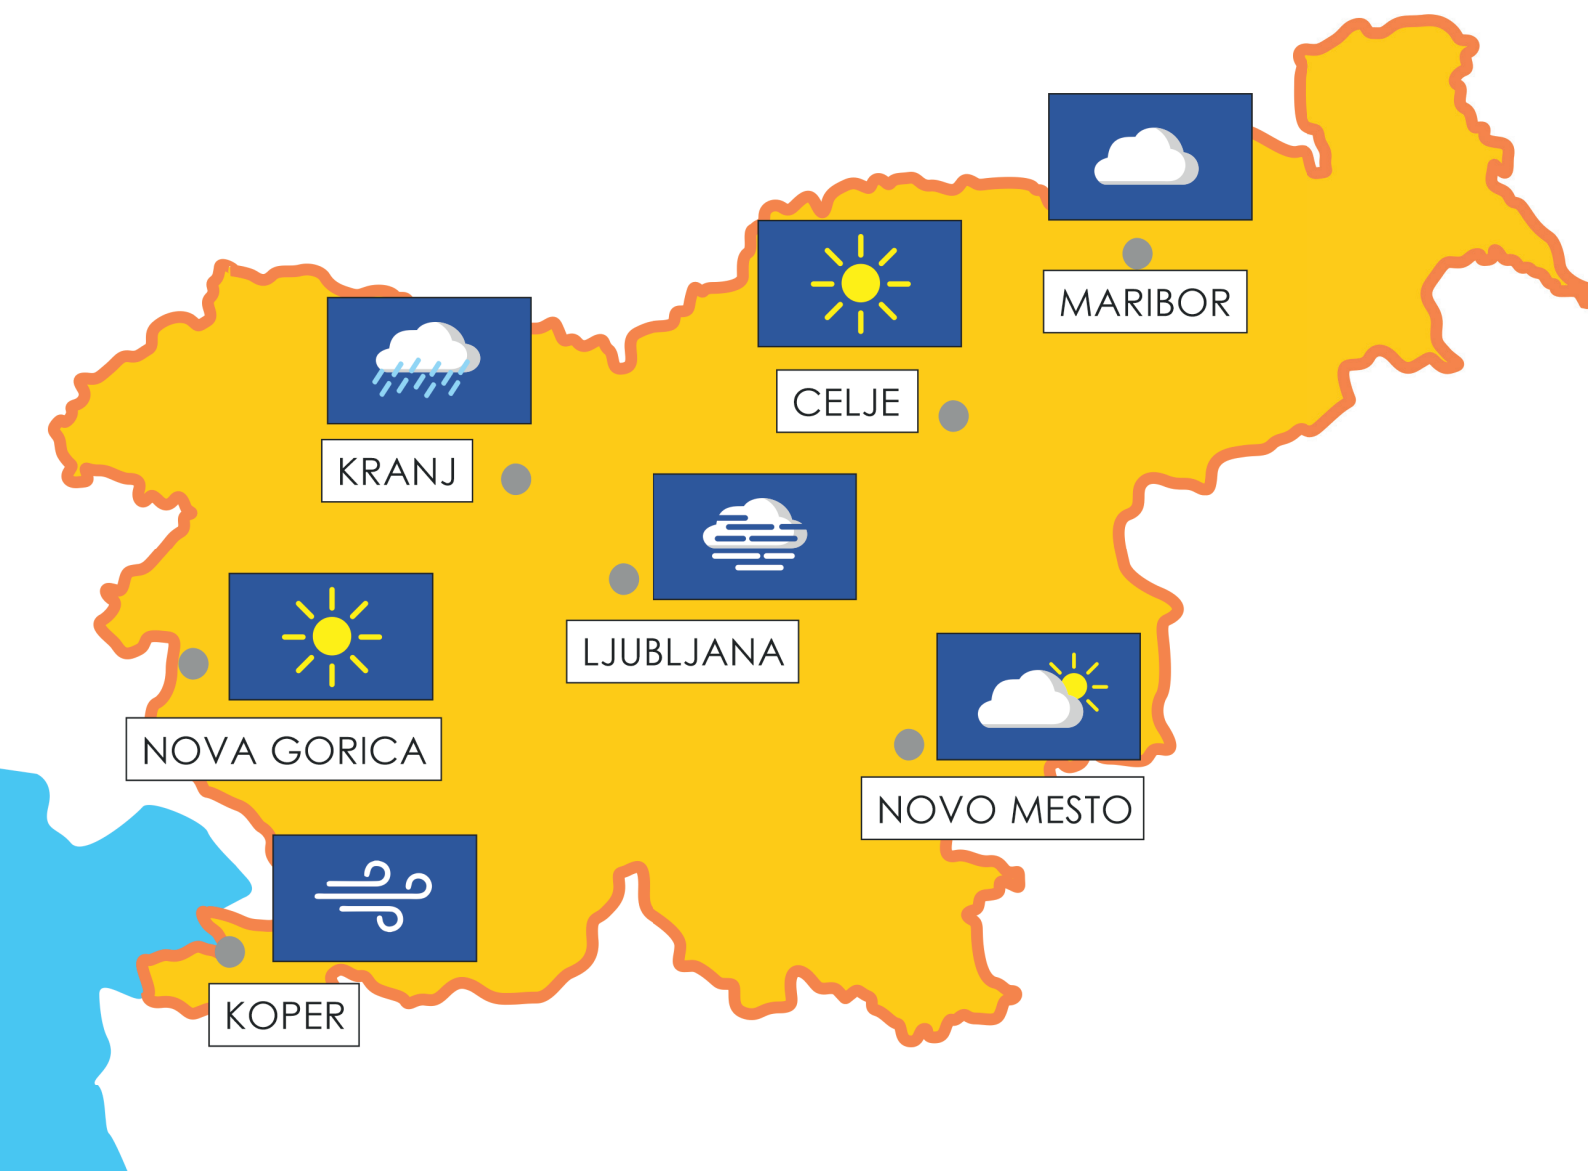 MARIBOR
CELJE
KRANJ
LJUBLJANA
NOVA GORICA
NOVO MESTO
KOPER